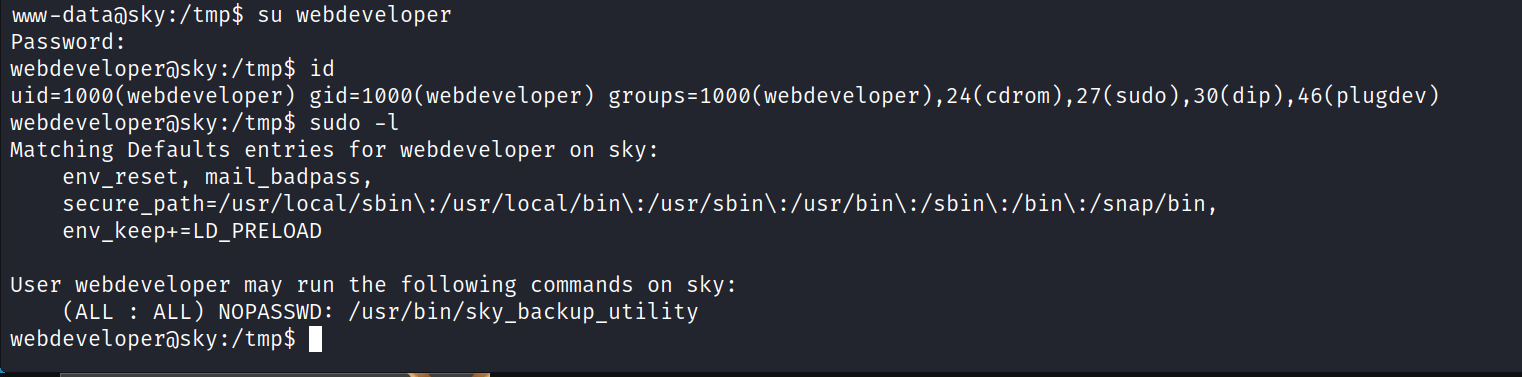 www-data@sky:/tmp$ su webdeveloper
Password:
webdeveloper@sky:/tmp$ id
uid=1000(webdeveloper) gid=1000(webdeveloper) groups=1000(webdeveloper),24(cdrom),27(sudo),30(dip),46(plugdev)
webdeveloper@sky:/tmp$ sudo -l
Matching Defaults entries for webdeveloper on sky:
    env_reset, mail_badpass,
    secure_path=/usr/local/sbin\:/usr/local/bin\:/usr/sbin\:/usr/bin\:/sbin\:/bin\:/snap/bin,
    env_keep+=LD_PRELOAD

User webdeveloper may run the following commands on sky:
    (ALL : ALL) NOPASSWD: /usr/bin/sky_backup_utility
webdeveloper@sky:/tmp$